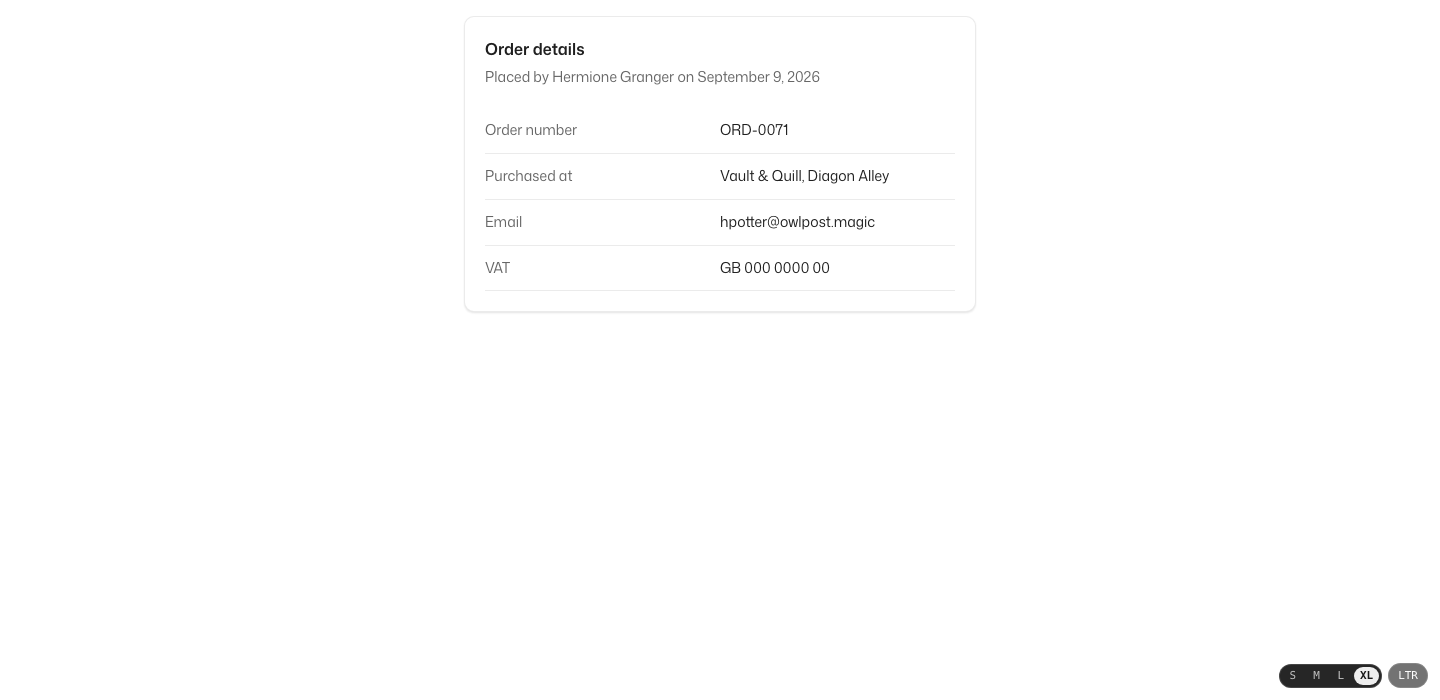 Order details
Placed by Hermione Granger on September 9, 2026
Order number ORD-0071
Purchased at Vault & Quill, Diagon Alley
Email hpotter@owlpost.magic
VAT GB 000 0000 00
S M L XL LTR